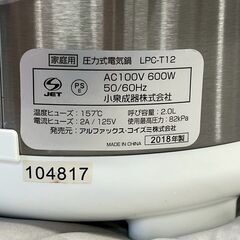 家庭用 圧力式電気鍋 LPC-T12
S JET
PS E
AC100V 600W
50/60Hz
小泉成器株式会社
温度ヒューズ:157℃ 呼び容量:2.0L
電流ヒューズ:2A/125V 使用最高圧力:82kPa
発売元:アルファックス・コイズミ株式会社
MADE IN CHINA 2018年製
104817